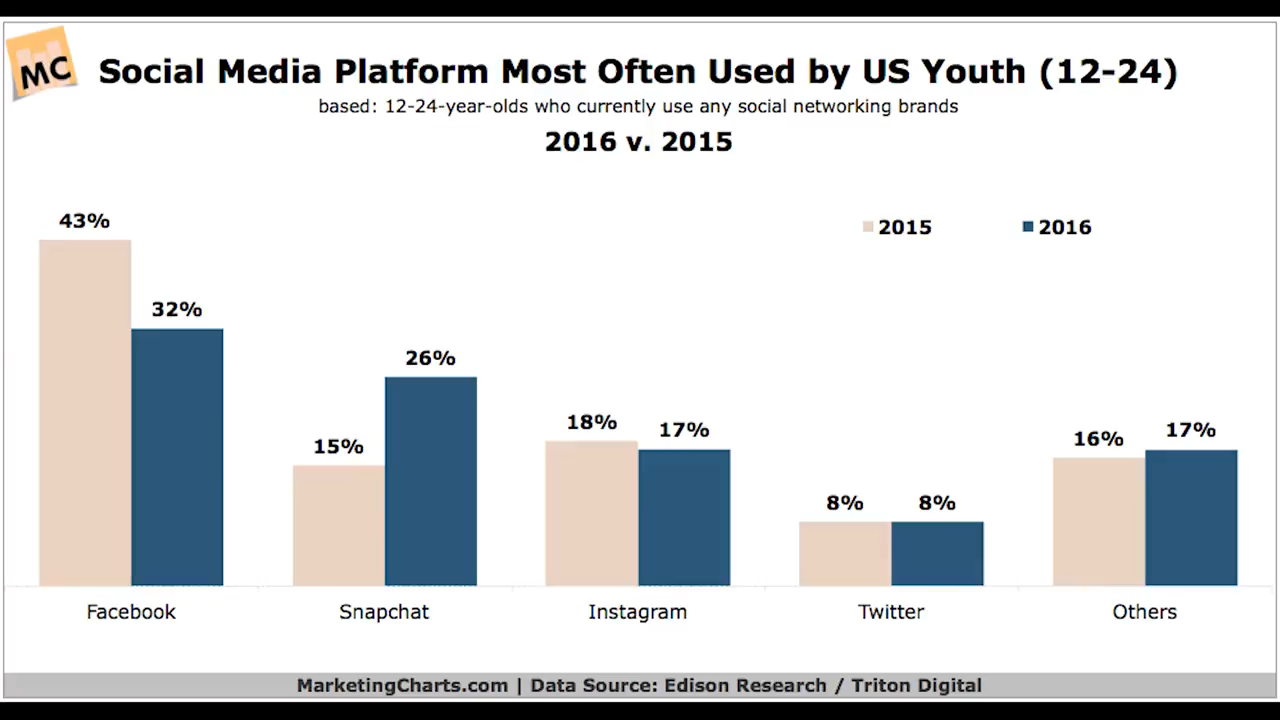 MC
Social Media Platform Most Often Used by US Youth (12-24)
based: 12-24-year-olds who currently use any social networking brands
2016 v. 2015
2015 2016
43%
32%
15%
26%
18%
17%
8%
8%
16%
17%
Facebook Snapchat Instagram Twitter Others
MarketingCharts.com | Data Source: Edison Research / Triton Digital